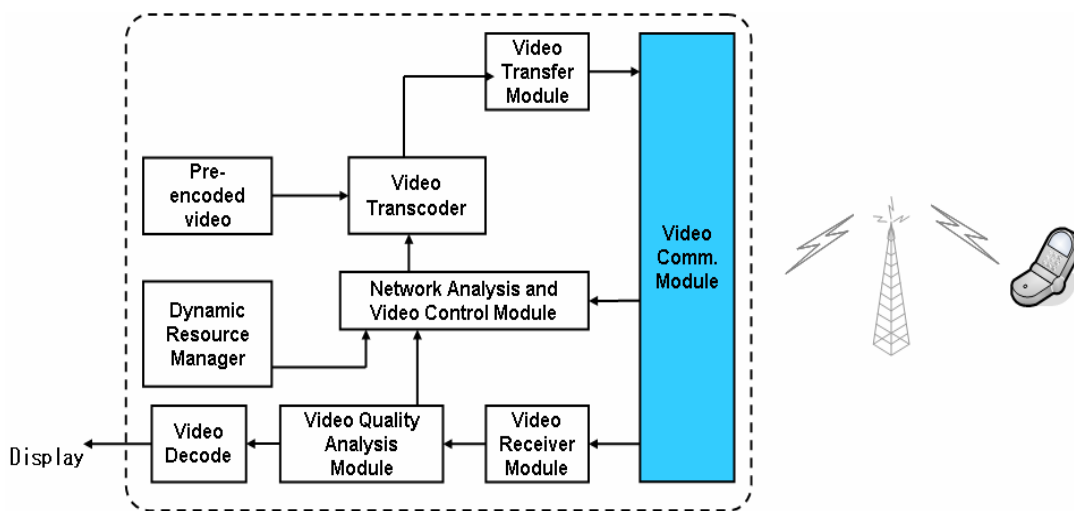 Video
Transfer
Module
Pre-
encoded
video
Video
Transcoder
Video
Comm.
Module
Network Analysis and
Video Control Module
Dynamic
Resource
Manager
Video
Decode
Video Quality
Analysis
Module
Video
Receiver
Module
Display